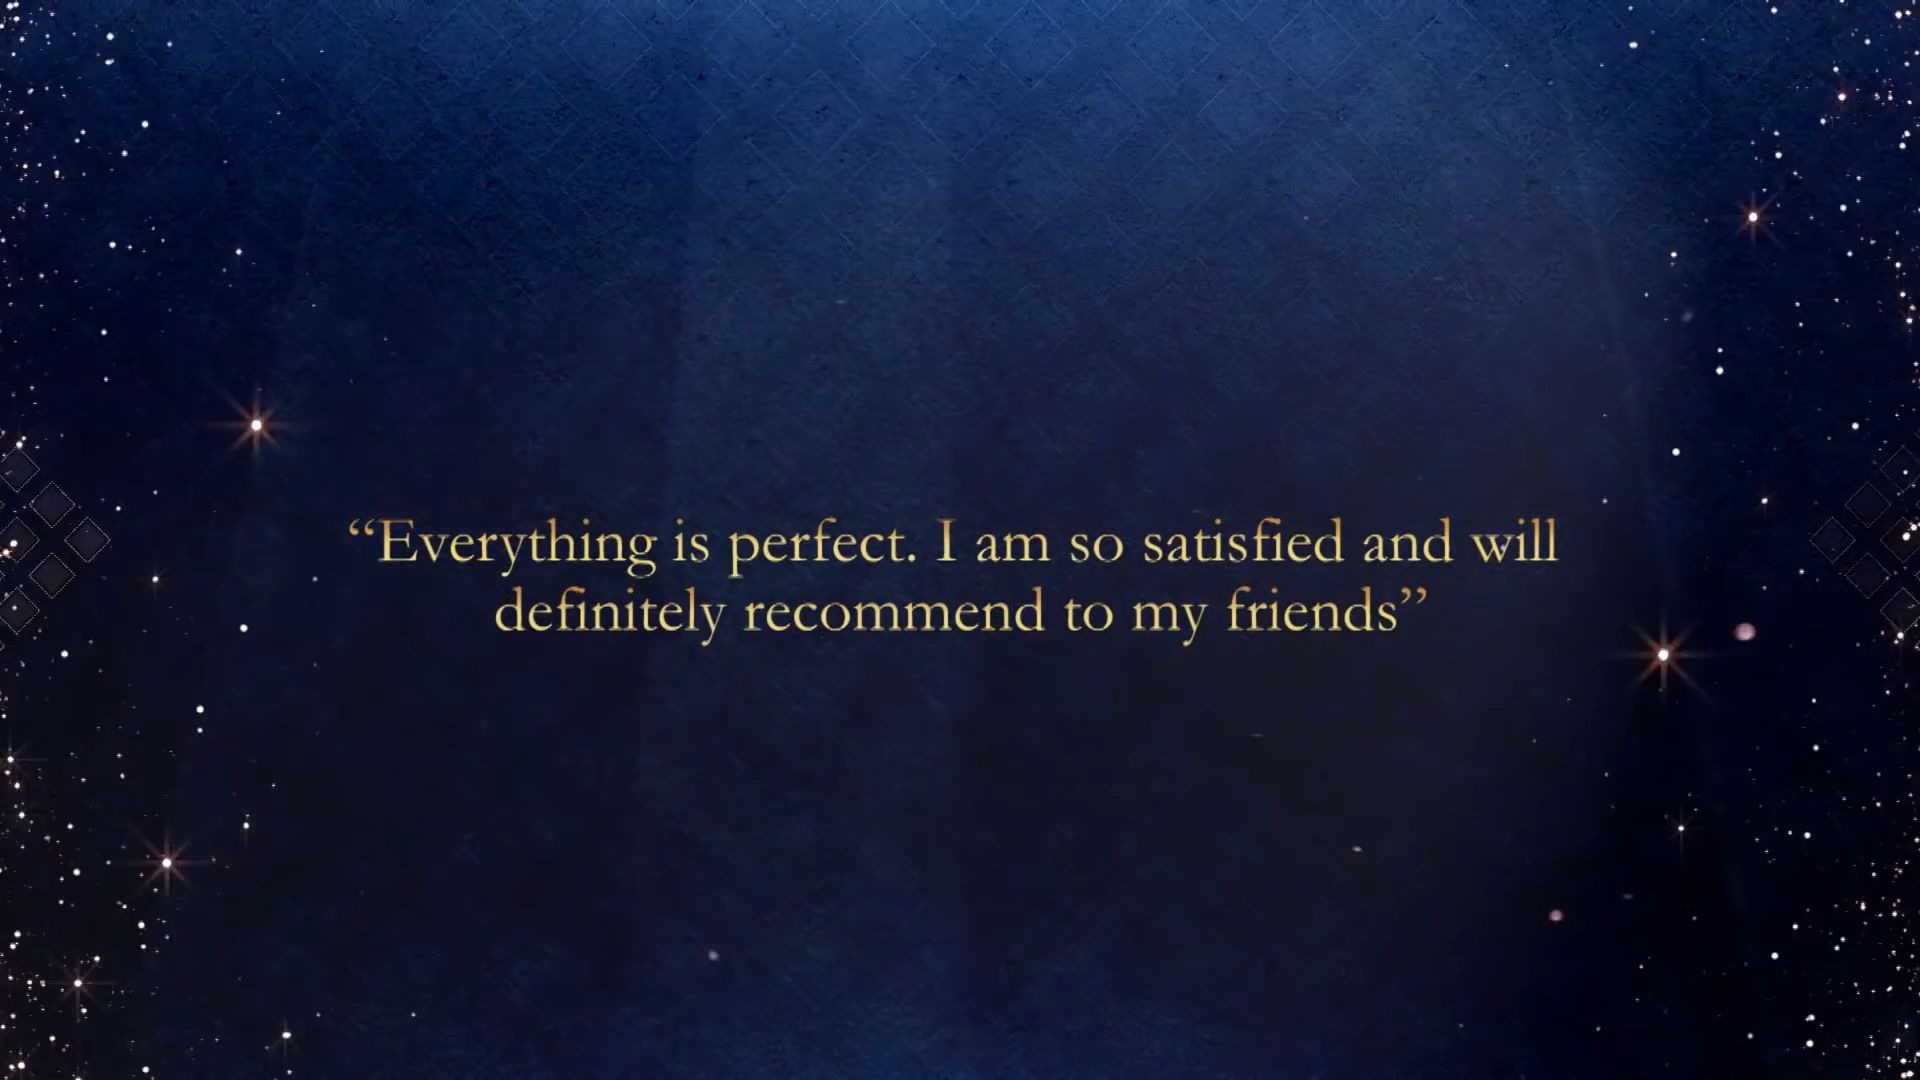 “Everything is perfect. I am so satisfied and will
definitely recommend to my friends”